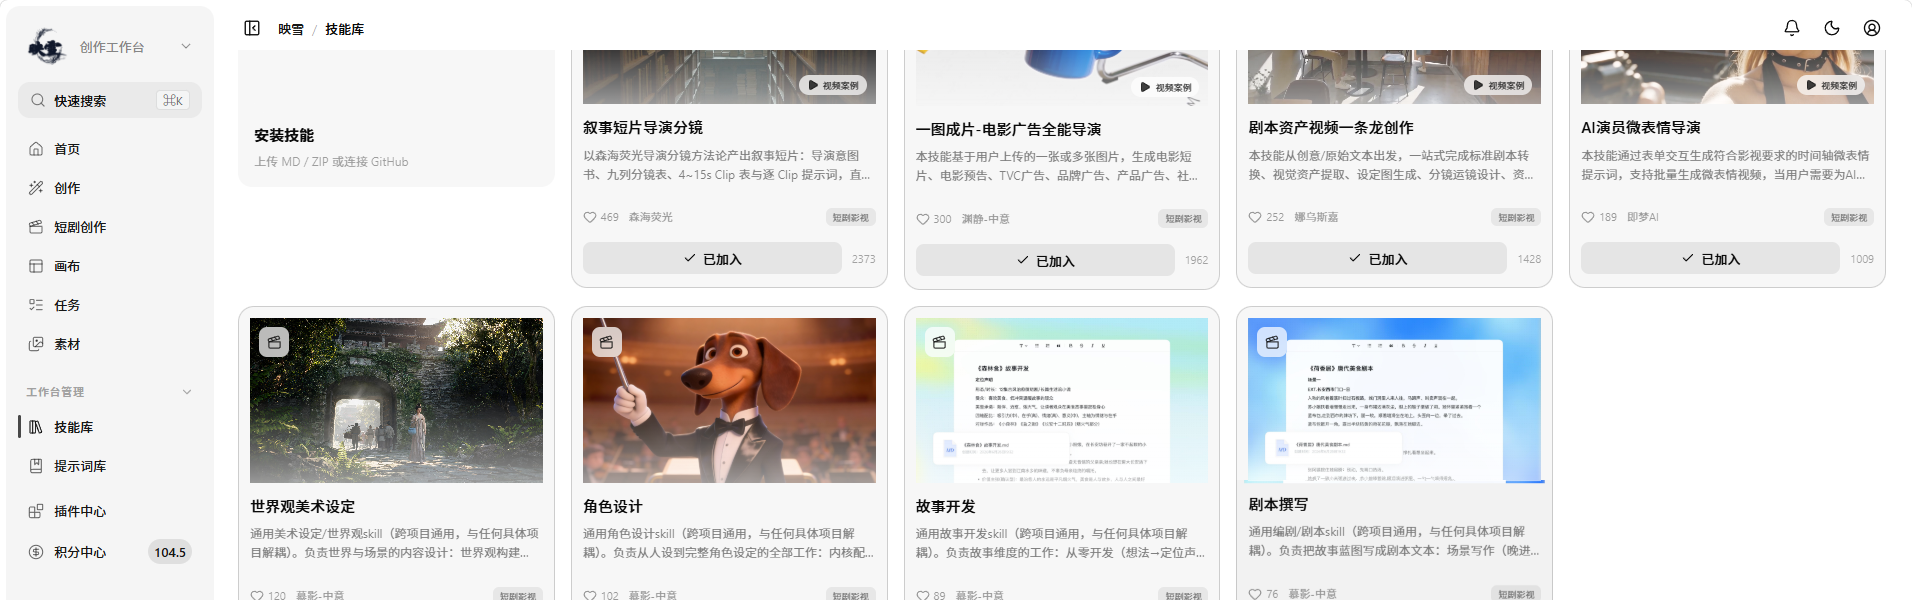 映雪
创作工作台
快速搜索
⌘K
首页
创作
短剧创作
画布
任务
素材
工作台管理
技能库
提示词库
插件中心
积分中心
104.5
映雪 / 技能库
安装技能
上传 MD / ZIP 或连接 GitHub
视频案例
叙事短片导演分镜
以森海荧光导演分镜方法论产出叙事短片：导演意图
书、九列分镜表、4~15s Clip 表与逐 Clip 提示词，直...
469 森海荧光
短剧影视
已加入
2373
视频案例
一图成片-电影广告全能导演
本技能基于用户上传的一张或多张图片，生成电影短
片、电影预告、TVC广告、品牌广告、产品广告、社...
300 渊静-中意
短剧影视
已加入
1962
视频案例
剧本资产视频一条龙创作
本技能从创意/原始文本出发，一站式完成标准剧本转
换、视觉资产提取、设定图生成、分镜运镜设计、资...
252 娜乌斯嘉
短剧影视
已加入
1428
视频案例
AI演员微表情导演
本技能通过表单交互生成符合影视要求的时间轴微表情
提示词，支持批量生成微表情视频，当用户需要为AI...
189 即梦AI
短剧影视
已加入
1009
世界观美术设定
通用美术设定/世界观skill（跨项目通用，与任何具体项
目解耦）。负责世界与场景的内容设计：世界观构建...
120 慕影-中意
短剧影视
角色设计
通用角色设计skill（跨项目通用，与任何具体项目解
耦）。负责从人设到完整角色设定的全部工作：内核配...
102 慕影-中意
短剧影视
故事开发
通用故事开发skill（跨项目通用，与任何具体项目解
耦）。负责故事维度的工作：从零开发（想法→定位声...
89 慕影-中意
短剧影视
剧本撰写
通用编剧/剧本skill（跨项目通用，与任何具体项目解
耦）。负责把故事蓝图写成剧本文本：场景写作（晚进...
76 慕影-中意
短剧影视